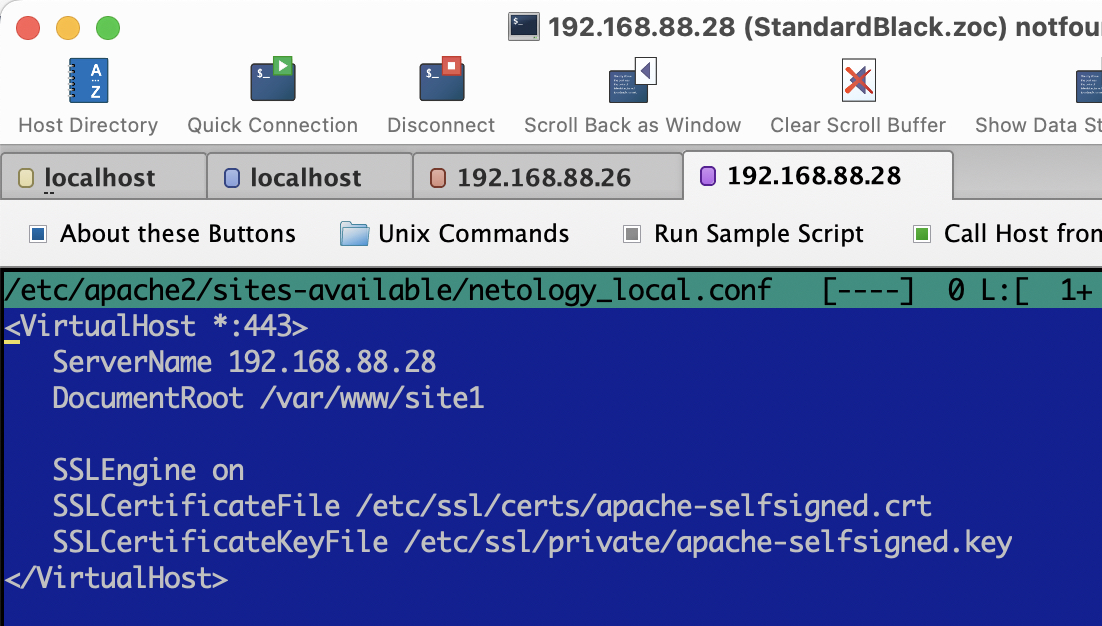 192.168.88.28 (StandardBlack.zoc) notfou
Host Directory Quick Connection Disconnect Scroll Back as Window Clear Scroll Buffer Show Data St
localhost localhost 192.168.88.26 192.168.88.28
About these Buttons Unix Commands Run Sample Script Call Host from
/etc/apache2/sites-available/netology_local.conf [----] 0 L:[ 1+
<VirtualHost *:443>
ServerName 192.168.88.28
DocumentRoot /var/www/site1
SSLEngine on
SSLCertificateFile /etc/ssl/certs/apache-selfsigned.crt
SSLCertificateKeyFile /etc/ssl/private/apache-selfsigned.key
</VirtualHost>